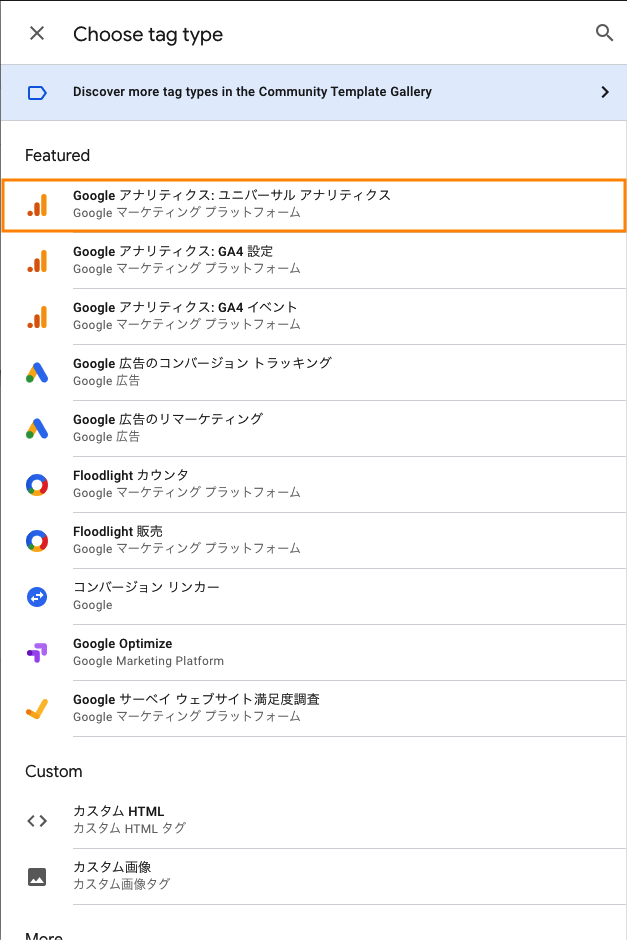 Choose tag type
Discover more tag types in the Community Template Gallery
Featured
Google アナリティクス: ユニバーサル アナリティクス
Google マーケティング プラットフォーム
Google アナリティクス: GA4 設定
Google マーケティング プラットフォーム
Google アナリティクス: GA4 イベント
Google マーケティング プラットフォーム
Google 広告のコンバージョン トラッキング
Google 広告
Google 広告のリマーケティング
Google 広告
Floodlight カウンタ
Google マーケティング プラットフォーム
Floodlight 販売
Google マーケティング プラットフォーム
コンバージョン リンカー
Google
Google Optimize
Google Marketing Platform
Google サーベイ ウェブサイト満足度調査
Google マーケティング プラットフォーム
Custom
カスタム HTML
カスタム HTML タグ
カスタム画像
カスタム画像タグ
More